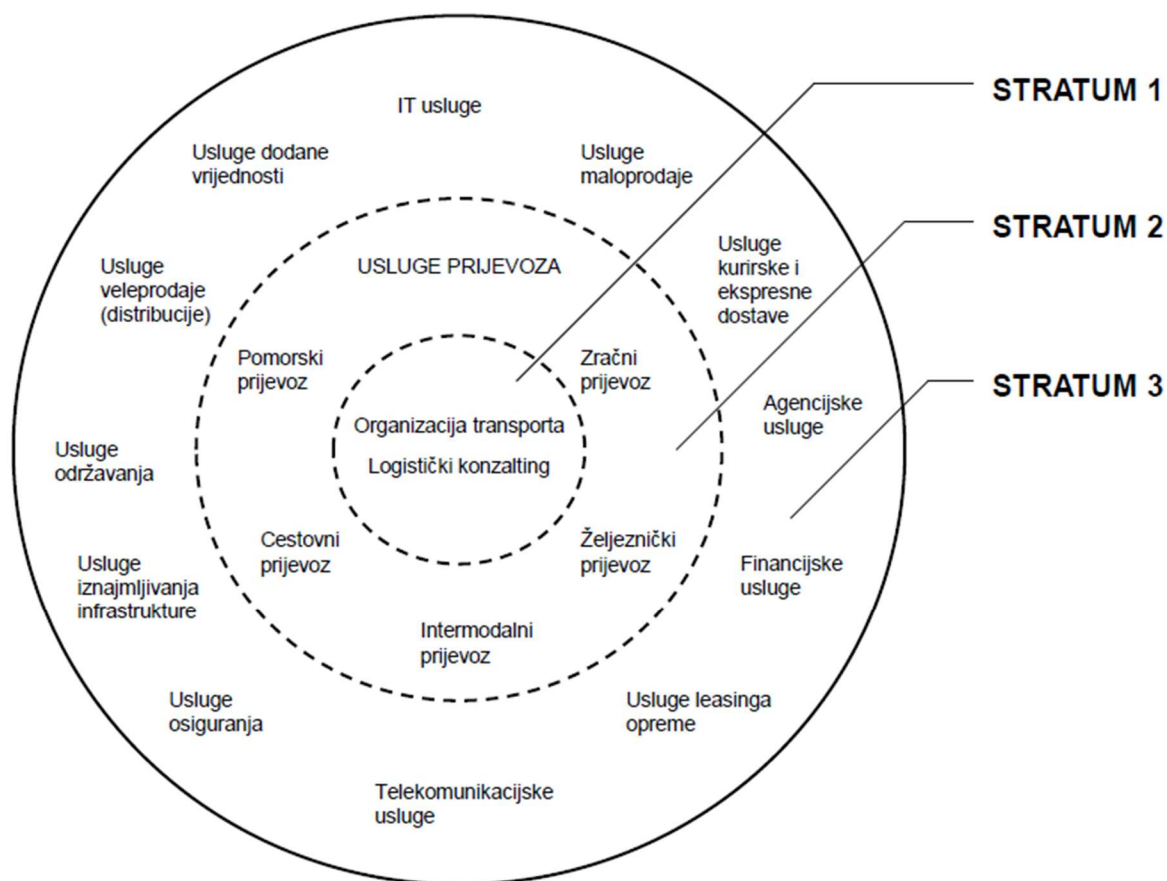 IT usluge
STRATUM 1
Usluge dodane
vrijednosti
Usluge
maloprodaje
STRATUM 2
Usluge
kurirske i
ekspresne
dostave
USLUGE PRIJEVOZA
Usluge
veleprodaje
(distribucije)
Pomorski
prijevoz
Zračni
prijevoz
STRATUM 3
Agencijske
usluge
Organizacija transporta
Logistički konzalting
Usluge
održavanja
Cestovni
prijevoz
Željeznički
prijevoz
Financijske
usluge
Usluge
iznajmljivanja
infrastrukture
Intermodalni
prijevoz
Usluge
osiguranja
Usluge leasinga
opreme
Telekomunikacijske
usluge